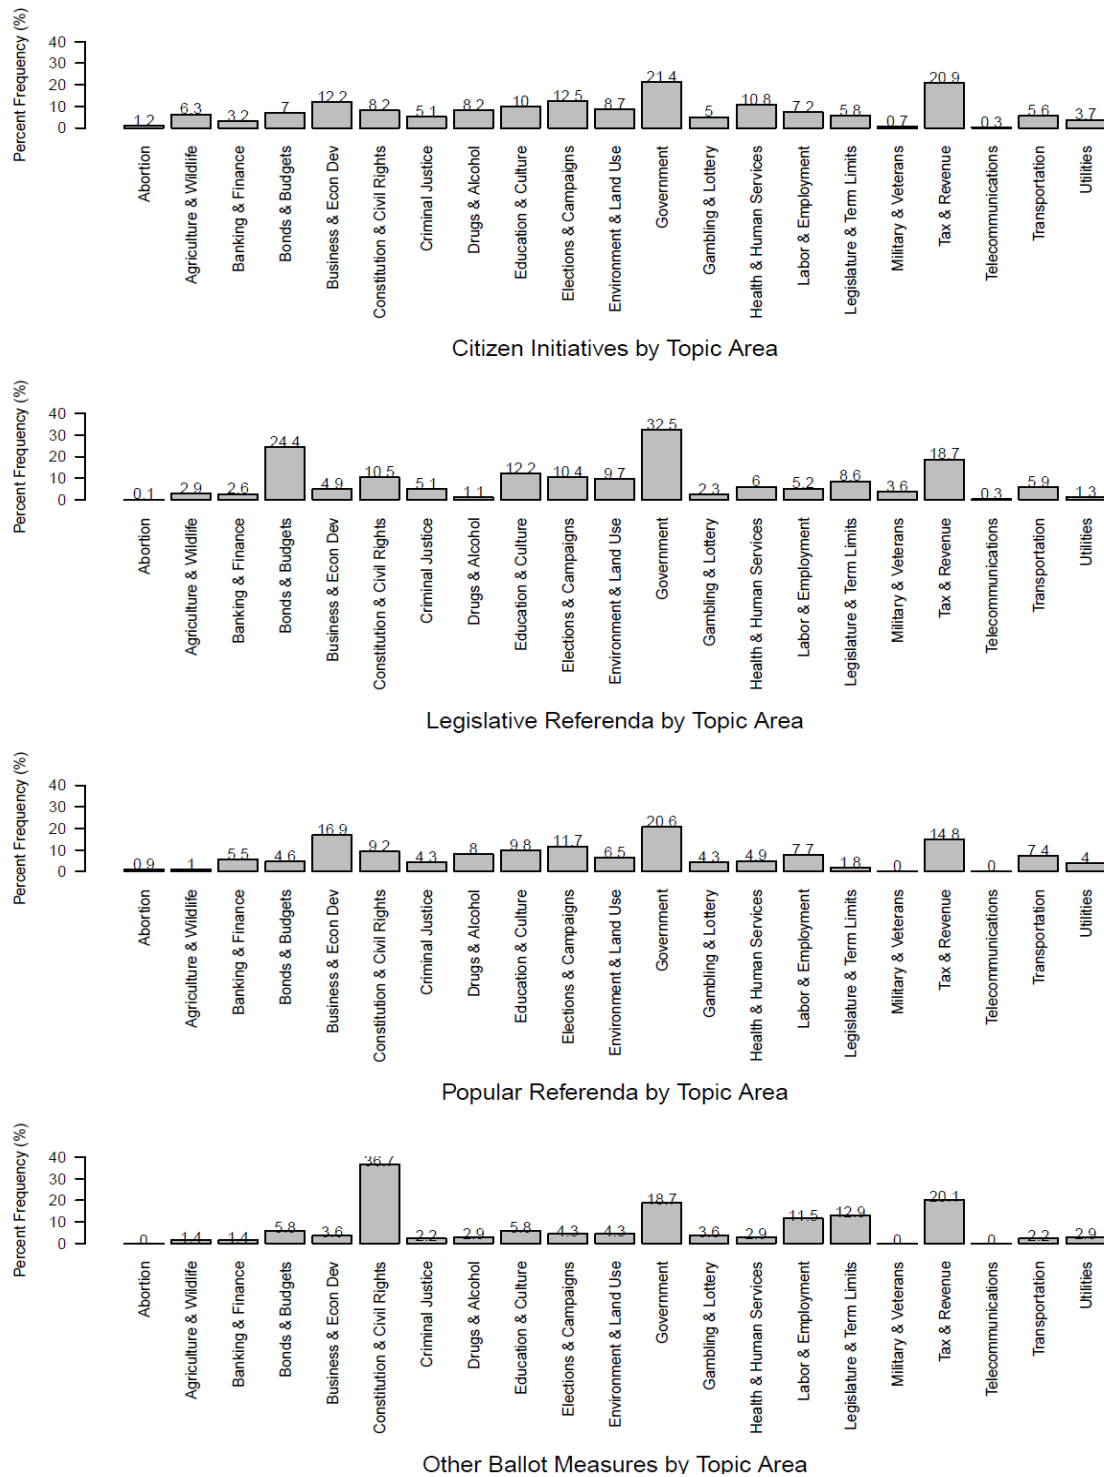 Percent Frequency (%)
40
30
20
10
0
1.2 6.3 3.2 7 12.2 8.2 5.1 8.2 10 12.5 8.7 21.4 5 10.8 7.2 5.8 0.7 20.9 0.3 5.6 3.7
Abortion
Agriculture & Wildlife
Banking & Finance
Bonds & Budgets
Business & Econ Dev
Constitution & Civil Rights
Criminal Justice
Drugs & Alcohol
Education & Culture
Elections & Campaigns
Environment & Land Use
Government
Gambling & Lottery
Health & Human Services
Labor & Employment
Legislature & Term Limits
Military & Veterans
Tax & Revenue
Telecommunications
Transportation
Utilities
Citizen Initiatives by Topic Area
Percent Frequency (%)
40
30
20
10
0
0.1 2.9 2.6 24.4 4.9 10.5 5.1 1.1 12.2 10.4 9.7 32.5 2.3 6 5.2 8.6 3.6 18.7 0.3 5.9 1.3
Abortion
Agriculture & Wildlife
Banking & Finance
Bonds & Budgets
Business & Econ Dev
Constitution & Civil Rights
Criminal Justice
Drugs & Alcohol
Education & Culture
Elections & Campaigns
Environment & Land Use
Government
Gambling & Lottery
Health & Human Services
Labor & Employment
Legislature & Term Limits
Military & Veterans
Tax & Revenue
Telecommunications
Transportation
Utilities
Legislative Referenda by Topic Area
Percent Frequency (%)
40
30
20
10
0
0.9 1 5.5 4.6 16.9 9.2 4.3 8 9.8 11.7 6.5 20.6 4.3 4.9 7.7 1.8 0 14.8 0 7.4 4
Abortion
Agriculture & Wildlife
Banking & Finance
Bonds & Budgets
Business & Econ Dev
Constitution & Civil Rights
Criminal Justice
Drugs & Alcohol
Education & Culture
Elections & Campaigns
Environment & Land Use
Government
Gambling & Lottery
Health & Human Services
Labor & Employment
Legislature & Term Limits
Military & Veterans
Tax & Revenue
Telecommunications
Transportation
Utilities
Popular Referenda by Topic Area
Percent Frequency (%)
40
30
20
10
0
0 1.4 1.4 5.8 3.6 36.7 2.2 2.9 5.8 4.3 4.3 18.7 3.6 2.9 11.5 12.9 0 20.1 0 2.2 2.9
Abortion
Agriculture & Wildlife
Banking & Finance
Bonds & Budgets
Business & Econ Dev
Constitution & Civil Rights
Criminal Justice
Drugs & Alcohol
Education & Culture
Elections & Campaigns
Environment & Land Use
Government
Gambling & Lottery
Health & Human Services
Labor & Employment
Legislature & Term Limits
Military & Veterans
Tax & Revenue
Telecommunications
Transportation
Utilities
Other Ballot Measures by Topic Area